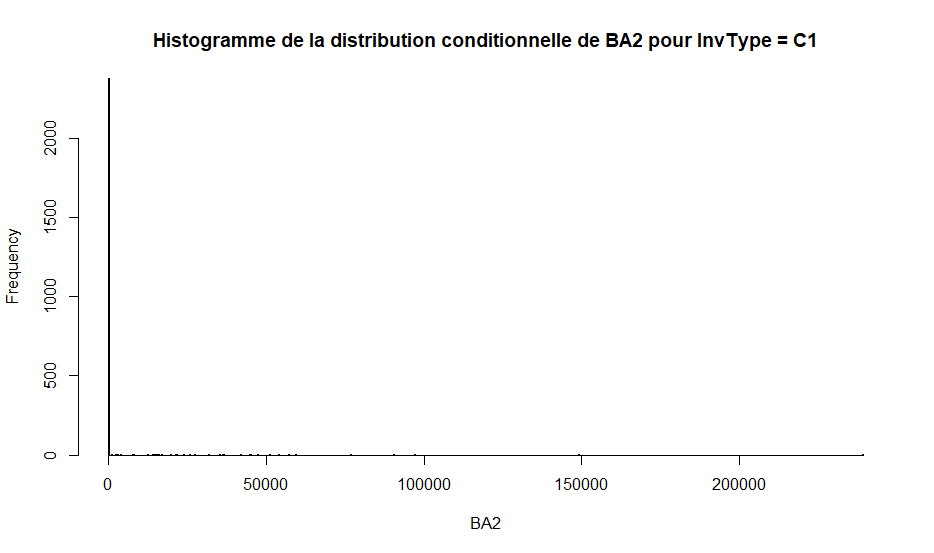 Histogramme de la distribution conditionnelle de BA2 pour InvType = C1
Frequency
2000
1500
1000
500
0
0 50000 100000 150000 200000
BA2